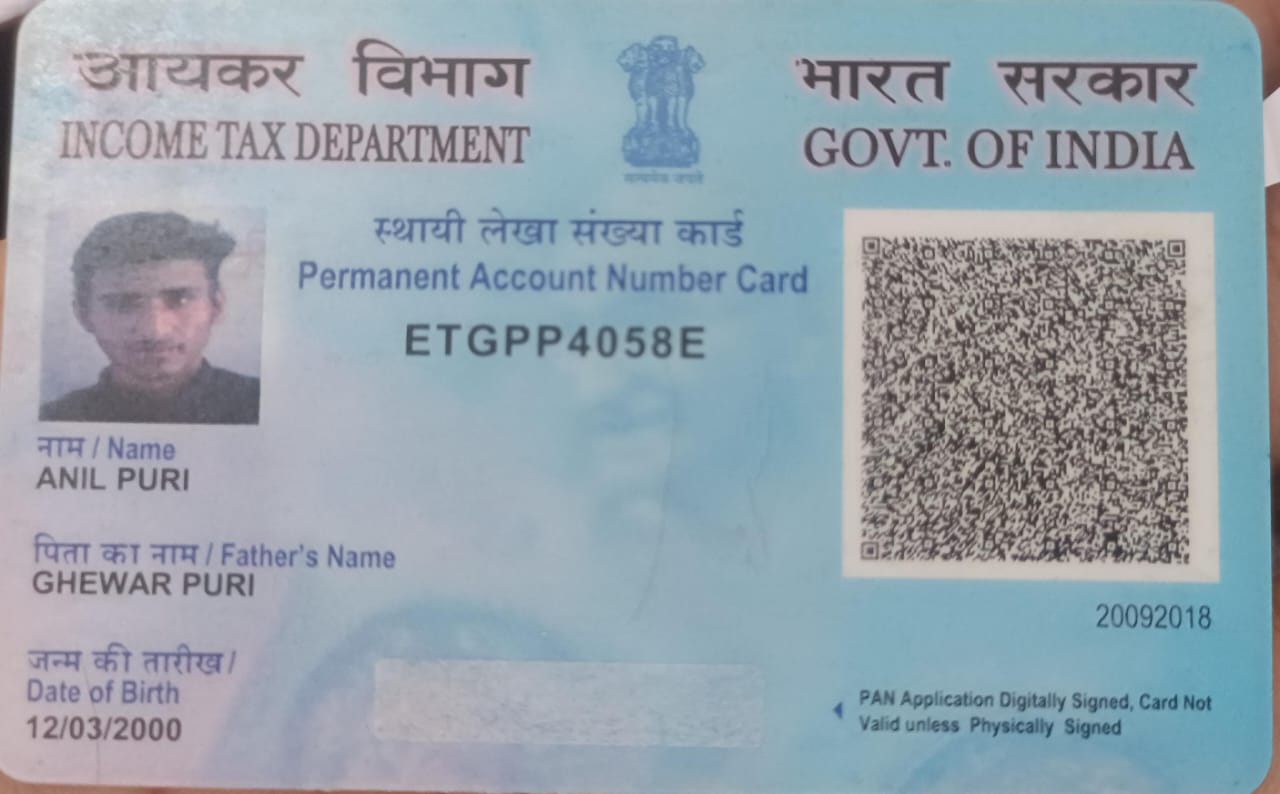 आयकर विभाग
INCOME TAX DEPARTMENT
सत्यमेव जयते
भारत सरकार
GOVT. OF INDIA
स्थायी लेखा संख्या कार्ड
Permanent Account Number Card
ETGPP4058E
नाम / Name
ANIL PURI
पिता का नाम / Father's Name
GHEWAR PURI
जन्म की तारीख /
Date of Birth
12/03/2000
20092018
PAN Application Digitally Signed, Card Not
Valid unless Physically Signed